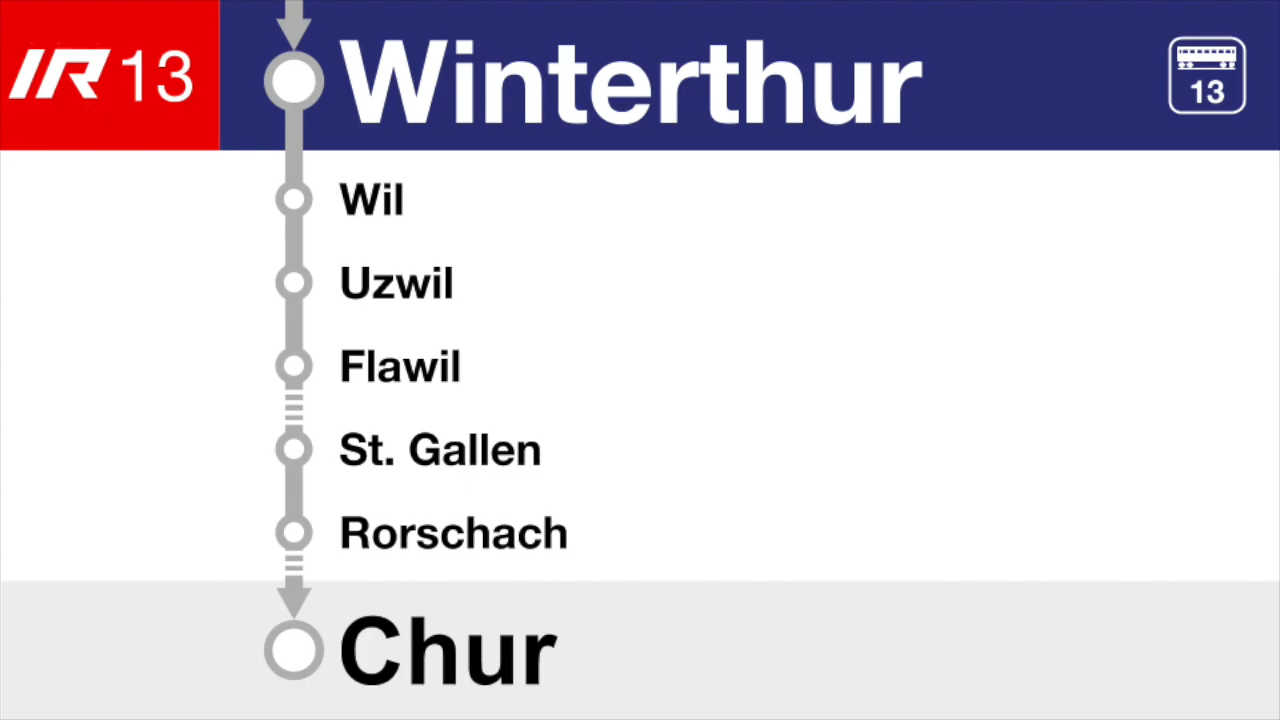 IR 13
Winterthur
13
Wil
Uzwil
Flawil
St. Gallen
Rorschach
Chur